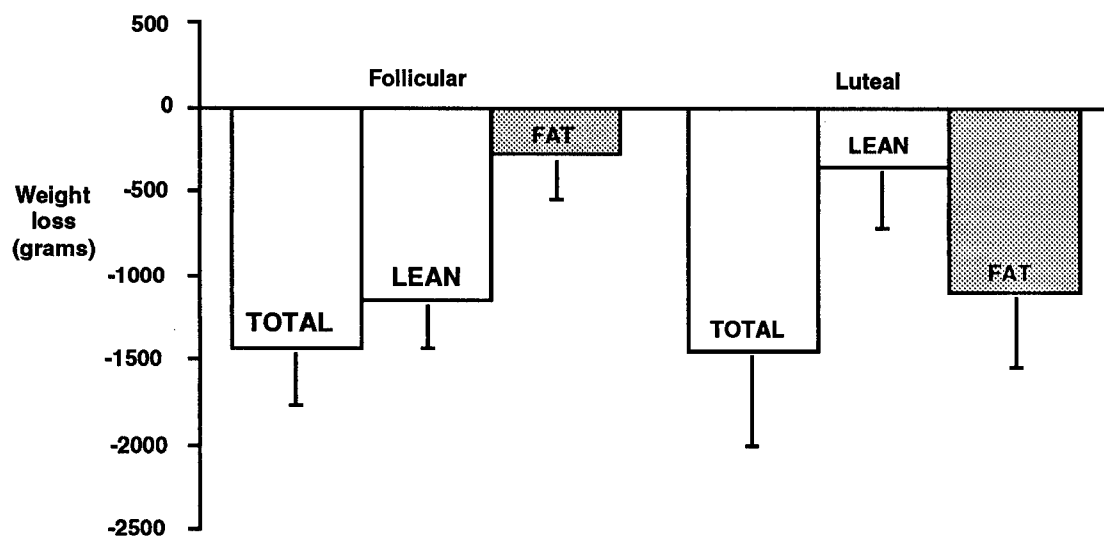 500
Follicular
Luteal
0
FAT
LEAN
-500
Weight
loss
(grams)
-1000
LEAN
FAT
TOTAL
TOTAL
-1500
-2000
-2500